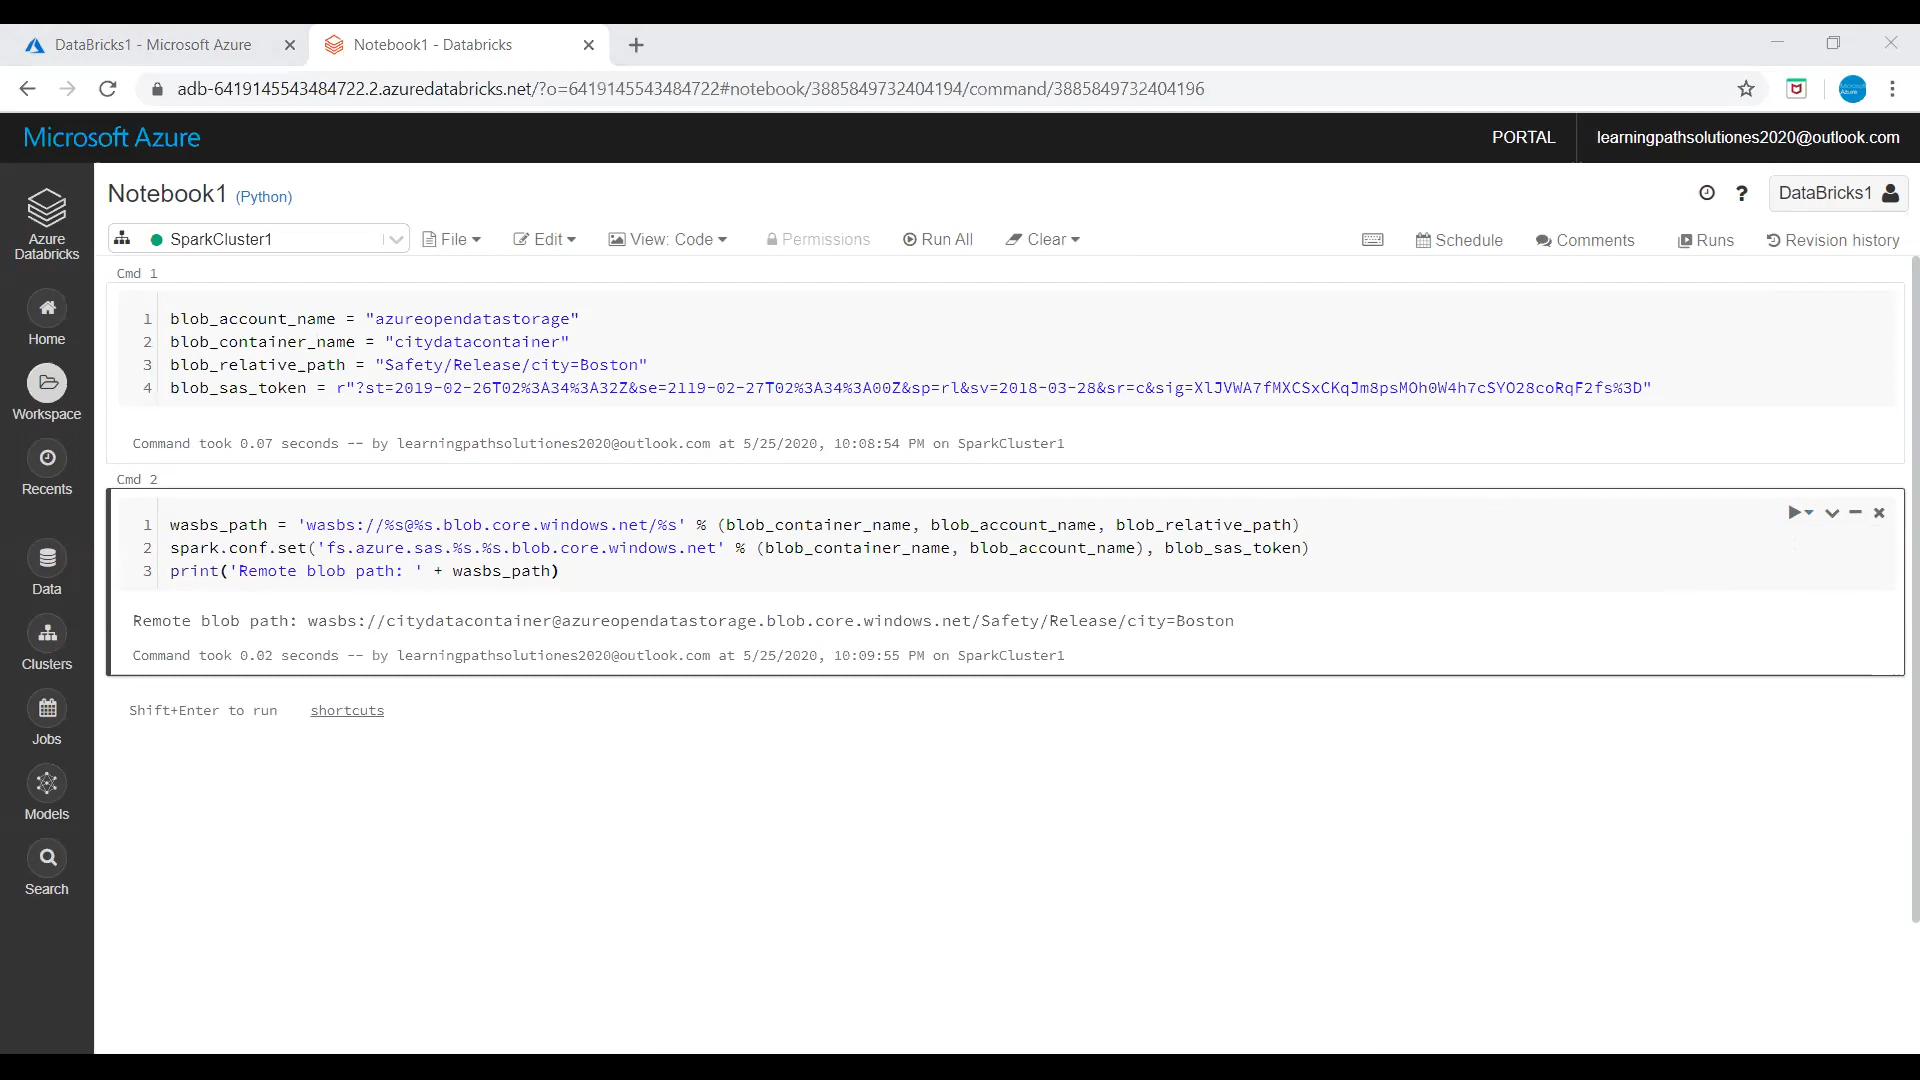 DataBricks1 - Microsoft Azure
Notebook1 - Databricks
adb-6419145543484722.2.azuredatabricks.net/?o=6419145543484722#notebook/3885849732404194/command/3885849732404196
Microsoft Azure
PORTAL
learningpathsolutiones2020@outlook.com
Azure
Databricks
Home
Workspace
Recents
Data
Clusters
Jobs
Models
Search
Notebook1 (Python)
? DataBricks1
SparkCluster1 File Edit View: Code Permissions Run All Clear Schedule Comments Runs Revision history
Cmd 1
1 blob_account_name = "azureopendatastorage"
2 blob_container_name = "citydatacontainer"
3 blob_relative_path = "Safety/Release/city=Boston"
4 blob_sas_token = r"?st=2019-02-26T02%3A34%3A32Z&se=2119-02-27T02%3A34%3A00Z&sp=rl&sv=2018-03-28&sr=c&sig=XlJVWA7fMXCSxCKqJm8psMOh0W4h7cSYO28coRqF2fs%3D"
Command took 0.07 seconds -- by learningpathsolutiones2020@outlook.com at 5/25/2020, 10:08:54 PM on SparkCluster1
Cmd 2
1 wasbs_path = 'wasbs://%s@%s.blob.core.windows.net/%s' % (blob_container_name, blob_account_name, blob_relative_path)
2 spark.conf.set('fs.azure.sas.%s.%s.blob.core.windows.net' % (blob_container_name, blob_account_name), blob_sas_token)
3 print('Remote blob path: ' + wasbs_path)
Remote blob path: wasbs://citydatacontainer@azureopendatastorage.blob.core.windows.net/Safety/Release/city=Boston
Command took 0.02 seconds -- by learningpathsolutiones2020@outlook.com at 5/25/2020, 10:09:55 PM on SparkCluster1
Shift+Enter to run shortcuts